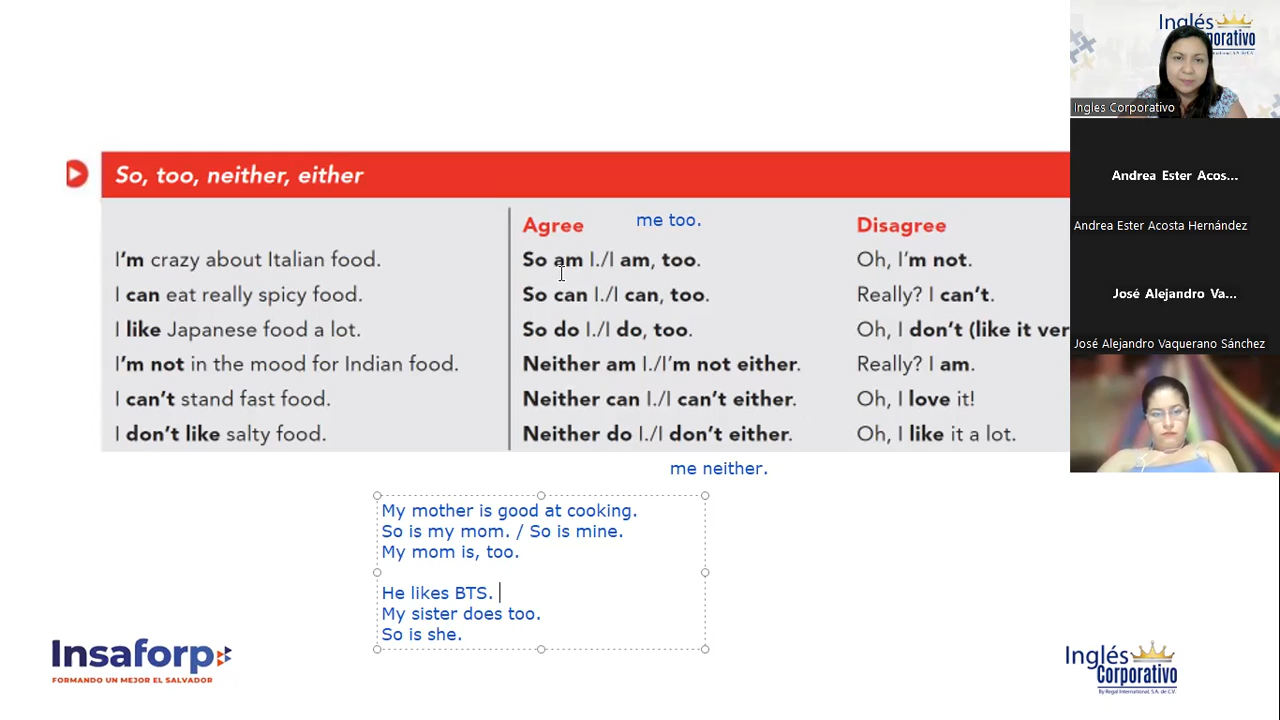 So, too, neither, either
Agree
me too.
Disagree
I'm crazy about Italian food.
So am I./I am, too.
Oh, I'm not.
I can eat really spicy food.
So can I./I can, too.
Really? I can't.
I like Japanese food a lot.
So do I./I do, too.
Oh, I don't (like it ver
I'm not in the mood for Indian food.
Neither am I./I'm not either.
Really? I am.
I can't stand fast food.
Neither can I./I can't either.
Oh, I love it!
I don't like salty food.
Neither do I./I don't either.
Oh, I like it a lot.
me neither.
My mother is good at cooking.
So is my mom. / So is mine.
My mom is, too.
He likes BTS.
My sister does too.
So is she.
Insaforp
FORMANDO UN MEJOR EL SALVADOR
Inglés
Corporativo
By Regal International, S.A. de C.V.
Inglés
orporativo
Ingles Corporativo
Andrea Ester Acos...
Andrea Ester Acosta Hernández
José Alejandro Va...
José Alejandro Vaquerano Sánchez